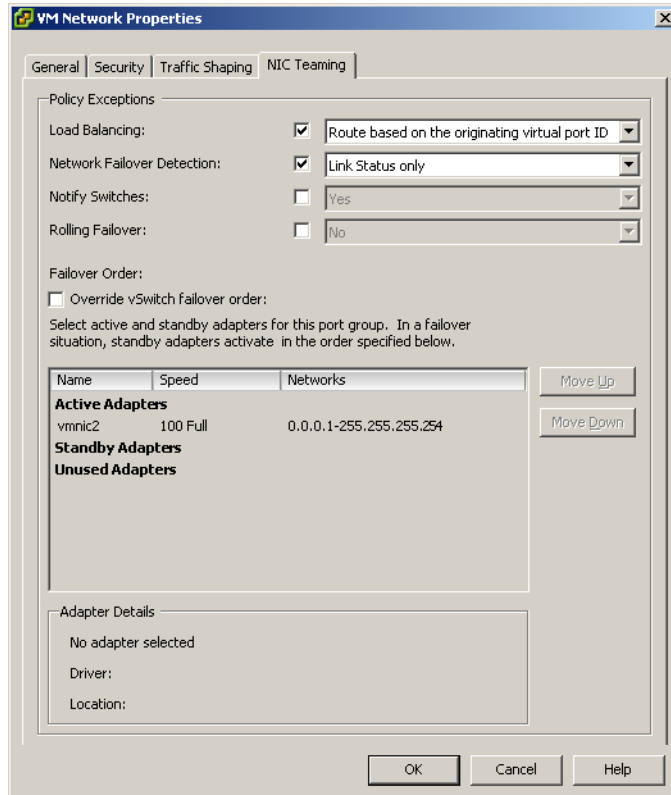 VM Network Properties
General Security Traffic Shaping NIC Teaming
Policy Exceptions
Load Balancing: Route based on the originating virtual port ID
Network Failover Detection: Link Status only
Notify Switches: Yes
Rolling Failover: No
Failover Order:
Override vSwitch failover order:
Select active and standby adapters for this port group. In a failover
situation, standby adapters activate in the order specified below.
Name Speed Networks
Move Up
Active Adapters
vmnic2 100 Full 0.0.0.1-255.255.255.254
Move Down
Standby Adapters
Unused Adapters
Adapter Details
No adapter selected
Driver:
Location:
OK Cancel Help